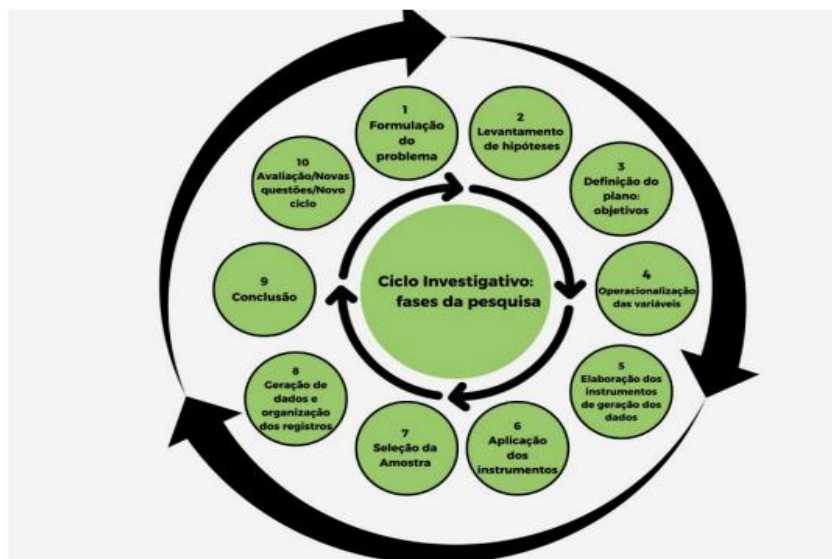 1
Formulação
do
problema
2
Levantamento
de hipóteses
3
Definição do
plano:
objetivos
4
Operacionalização
das variáveis
5
Elaboração dos
instrumentos
de geração dos
dados
6
Aplicação
dos
instrumentos
7
Seleção da
Amostra
8
Geração de
dados e
organização
dos registros
9
Conclusão
10
Avaliação/Novas
questões/Novo
ciclo
Ciclo Investigativo:
fases da pesquisa